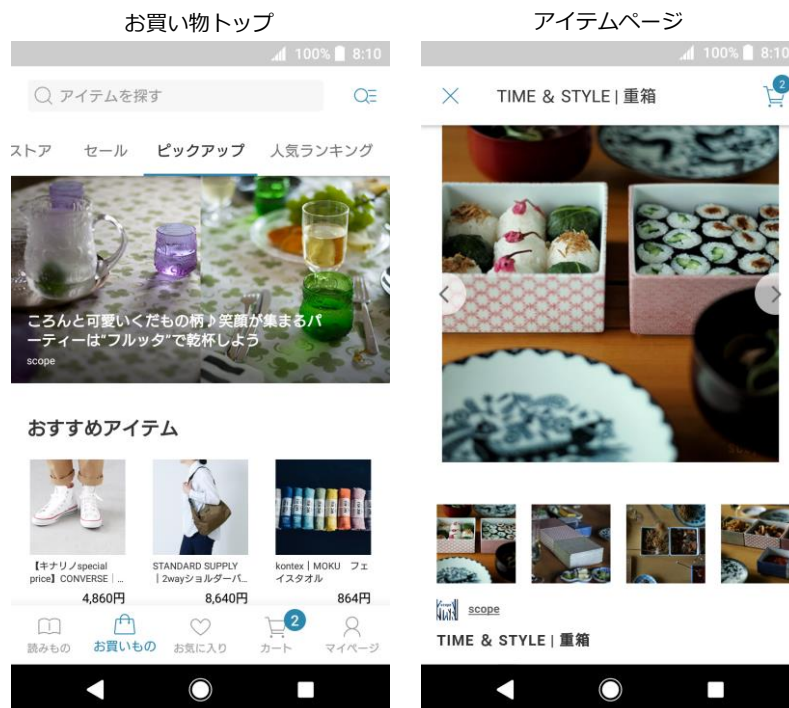 お買い物トップ
100% 8:10
アイテムを探す
ストア セール ピックアップ 人気ランキング
ころんと可愛いくだもの柄♪笑顔が集まるパ
ーティーは“フルッタ”で乾杯しよう
scope
おすすめアイテム
【キナリノspecial
price】CONVERSE｜...
4,860円
STANDARD SUPPLY
｜2wayショルダーバ...
8,640円
kontex｜MOKU フェ
イスタオル
864円
読みもの お買いもの お気に入り 2 カート マイページ
アイテムページ
100% 8:10
TIME & STYLE | 重箱
2
scope
TIME & STYLE | 重箱